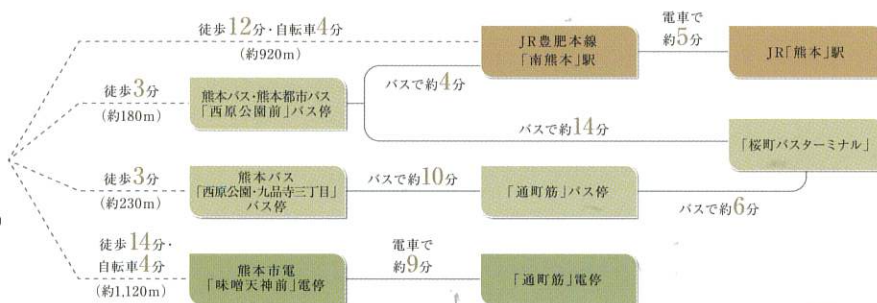 徒歩12分・自転車4分
(約920m)
JR豊肥本線
「南熊本」駅
電車で
約5分
JR「熊本」駅
徒歩3分
(約180m)
熊本バス・熊本都市バス
「西原公園前」バス停
バスで約4分
バスで約14分
「桜町バスターミナル」
徒歩3分
(約230m)
熊本バス
「西原公園・九品寺三丁目」
バス停
バスで約10分
「通町筋」バス停
バスで約6分
徒歩14分・
自転車4分
(約1,120m)
熊本市電
「味噌天神前」電停
電車で
約9分
「通町筋」電停